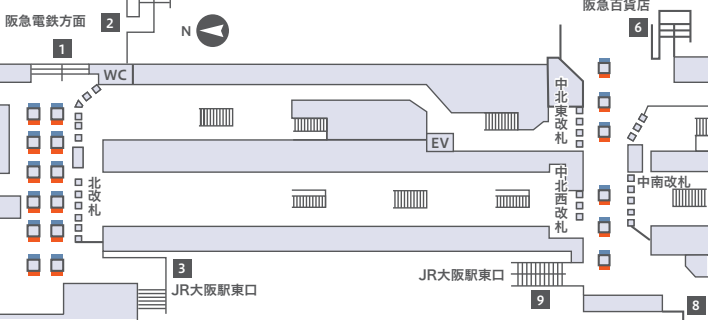 阪急電鉄方面
2
N
阪急百貨店
6
1
WC
中北東改札
EV
北改札
中北西改札
中南改札
3
JR大阪駅東口
JR大阪駅東口
9
8